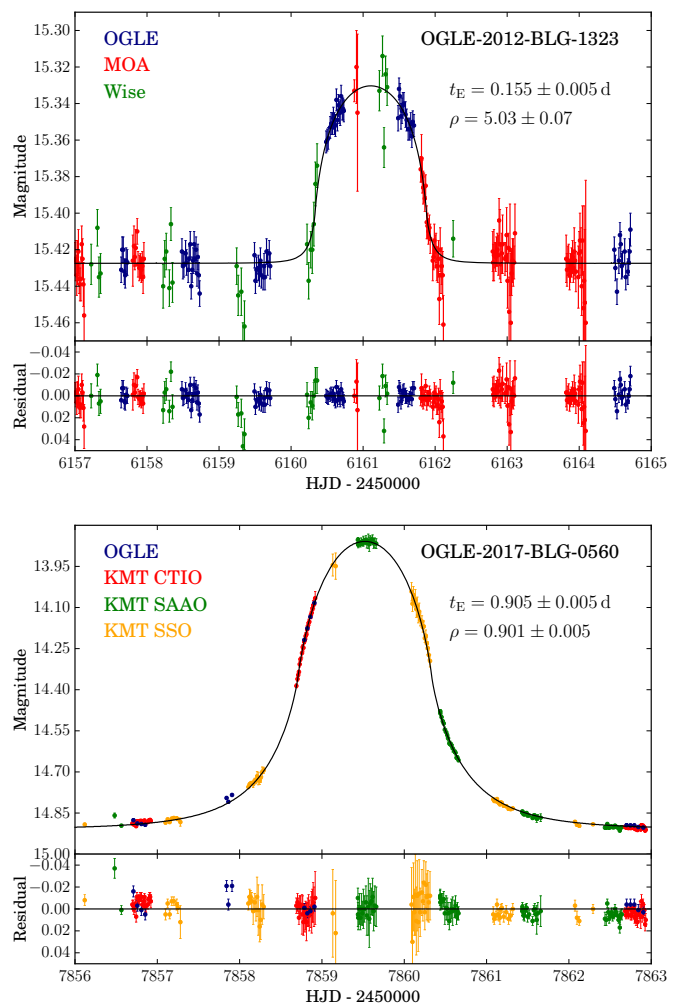 OGLE
MOA
Wise
OGLE-2012-BLG-1323
tE = 0.155 ± 0.005 d
ρ = 5.03 ± 0.07
Magnitude
15.30
15.32
15.34
15.36
15.38
15.40
15.42
15.44
15.46
Residual
−0.04
−0.02
0.00
0.02
0.04
6157 6158 6159 6160 6161 6162 6163 6164 6165
HJD - 2450000
OGLE
KMT CTIO
KMT SAAO
KMT SSO
OGLE-2017-BLG-0560
tE = 0.905 ± 0.005 d
ρ = 0.901 ± 0.005
Magnitude
13.95
14.10
14.25
14.40
14.55
14.70
14.85
15.00
Residual
−0.04
−0.02
0.00
0.02
0.04
7856 7857 7858 7859 7860 7861 7862 7863
HJD - 2450000